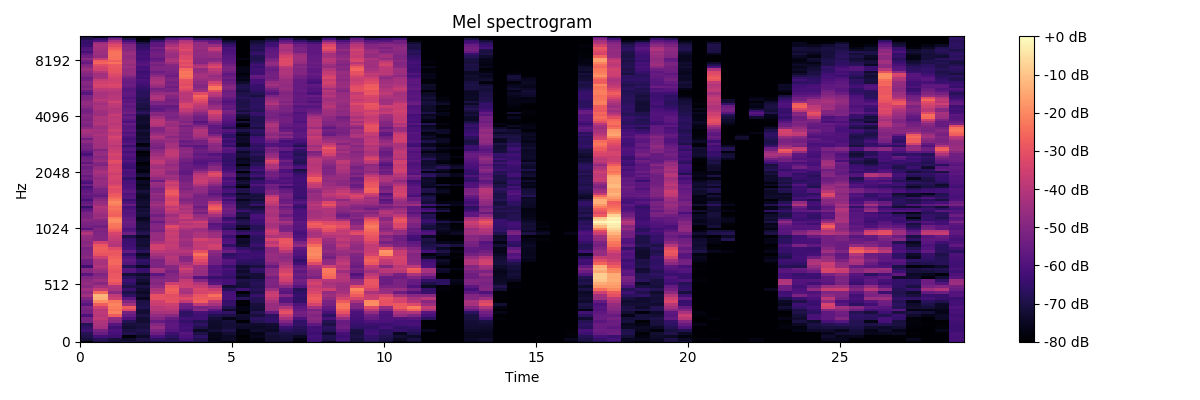 Mel spectrogram
8192
4096
2048
1024
512
0
Hz
0 5 10 15 20 25
Time
+0 dB
-10 dB
-20 dB
-30 dB
-40 dB
-50 dB
-60 dB
-70 dB
-80 dB